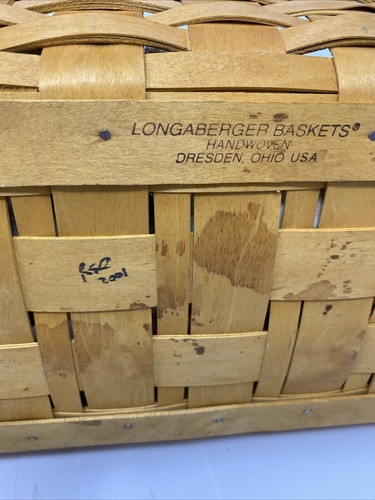 LONGABERGER BASKETS®
HANDWOVEN
DRESDEN, OHIO USA
2001